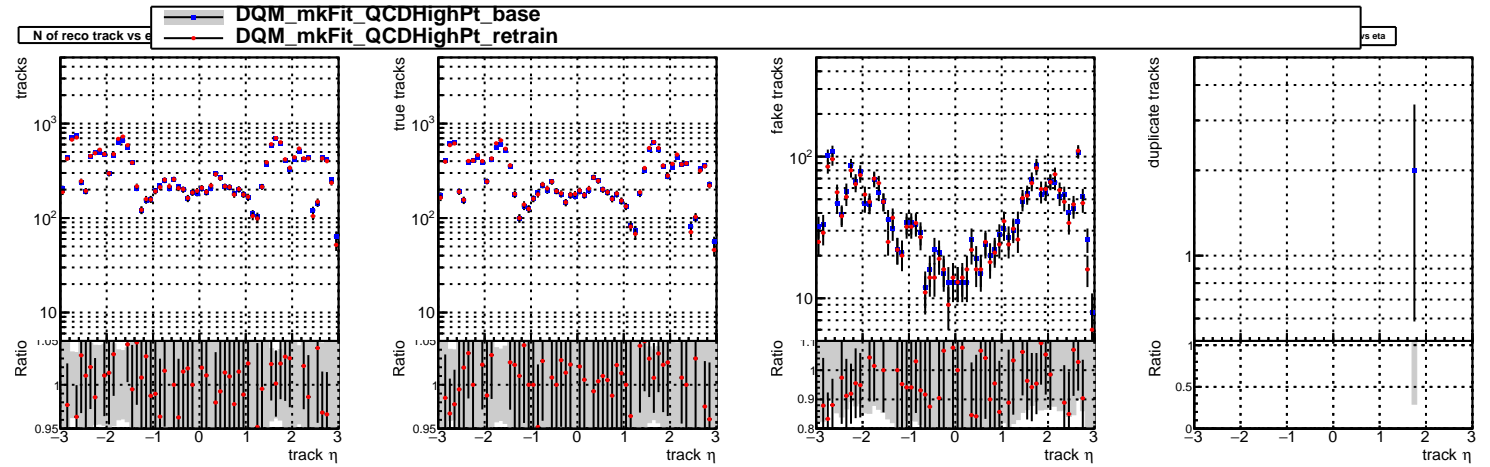 DQM_mkFit_QCDHighPt_base
DQM_mkFit_QCDHighPt_retrain
N of reco track vs e
vs eta
tracks
10³
10²
10
Ratio
1.05
1
0.95
−3 −2 −1 0 1 2 3
track η
true tracks
10³
10²
10
Ratio
1.05
1
0.95
−3 −2 −1 0 1 2 3
track η
fake tracks
10²
10
Ratio
1.1
1
0.9
0.8
−3 −2 −1 0 1 2 3
track η
duplicate tracks
1
Ratio
1
0.5
0
−3 −2 −1 0 1 2 3
track η